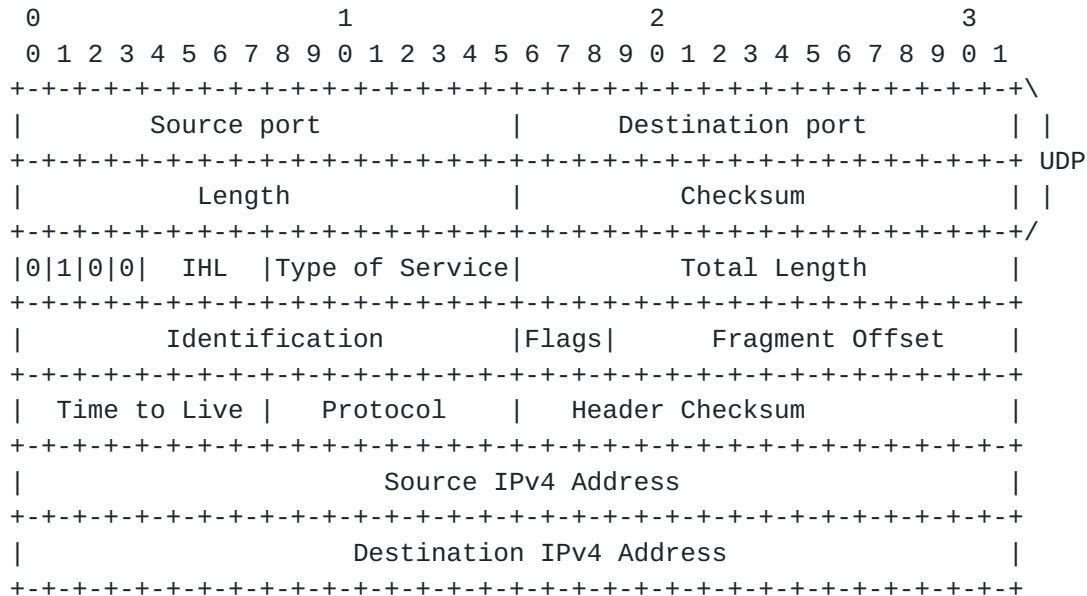 0                   1                   2                   3
 0 1 2 3 4 5 6 7 8 9 0 1 2 3 4 5 6 7 8 9 0 1 2 3 4 5 6 7 8 9 0 1
+-+-+-+-+-+-+-+-+-+-+-+-+-+-+-+-+-+-+-+-+-+-+-+-+-+-+-+-+-+-+-+-+\
|        Source port            |      Destination port         | |
+-+-+-+-+-+-+-+-+-+-+-+-+-+-+-+-+-+-+-+-+-+-+-+-+-+-+-+-+-+-+-+-+ UDP
|           Length              |          Checksum             | |
+-+-+-+-+-+-+-+-+-+-+-+-+-+-+-+-+-+-+-+-+-+-+-+-+-+-+-+-+-+-+-+-+/
|0|1|0|0|  IHL  |Type of Service|          Total Length         |
+-+-+-+-+-+-+-+-+-+-+-+-+-+-+-+-+-+-+-+-+-+-+-+-+-+-+-+-+-+-+-+-+
|         Identification        |Flags|      Fragment Offset    |
+-+-+-+-+-+-+-+-+-+-+-+-+-+-+-+-+-+-+-+-+-+-+-+-+-+-+-+-+-+-+-+-+
|  Time to Live |   Protocol    |   Header Checksum             |
+-+-+-+-+-+-+-+-+-+-+-+-+-+-+-+-+-+-+-+-+-+-+-+-+-+-+-+-+-+-+-+-+
|                       Source IPv4 Address                     |
+-+-+-+-+-+-+-+-+-+-+-+-+-+-+-+-+-+-+-+-+-+-+-+-+-+-+-+-+-+-+-+-+
|                     Destination IPv4 Address                  |
+-+-+-+-+-+-+-+-+-+-+-+-+-+-+-+-+-+-+-+-+-+-+-+-+-+-+-+-+-+-+-+-+